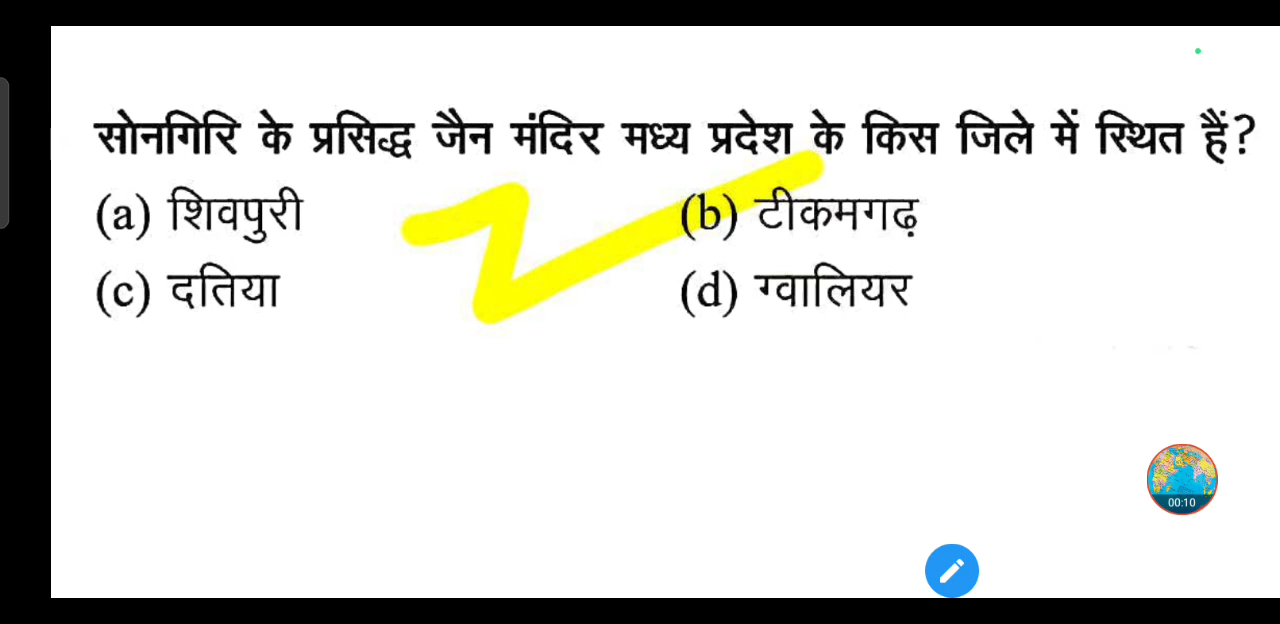 सोनगिरि के प्रसिद्ध जैन मंदिर मध्य प्रदेश के किस जिले में स्थित हैं?
(a) शिवपुरी (b) टीकमगढ़
(c) दतिया (d) ग्वालियर
00:10